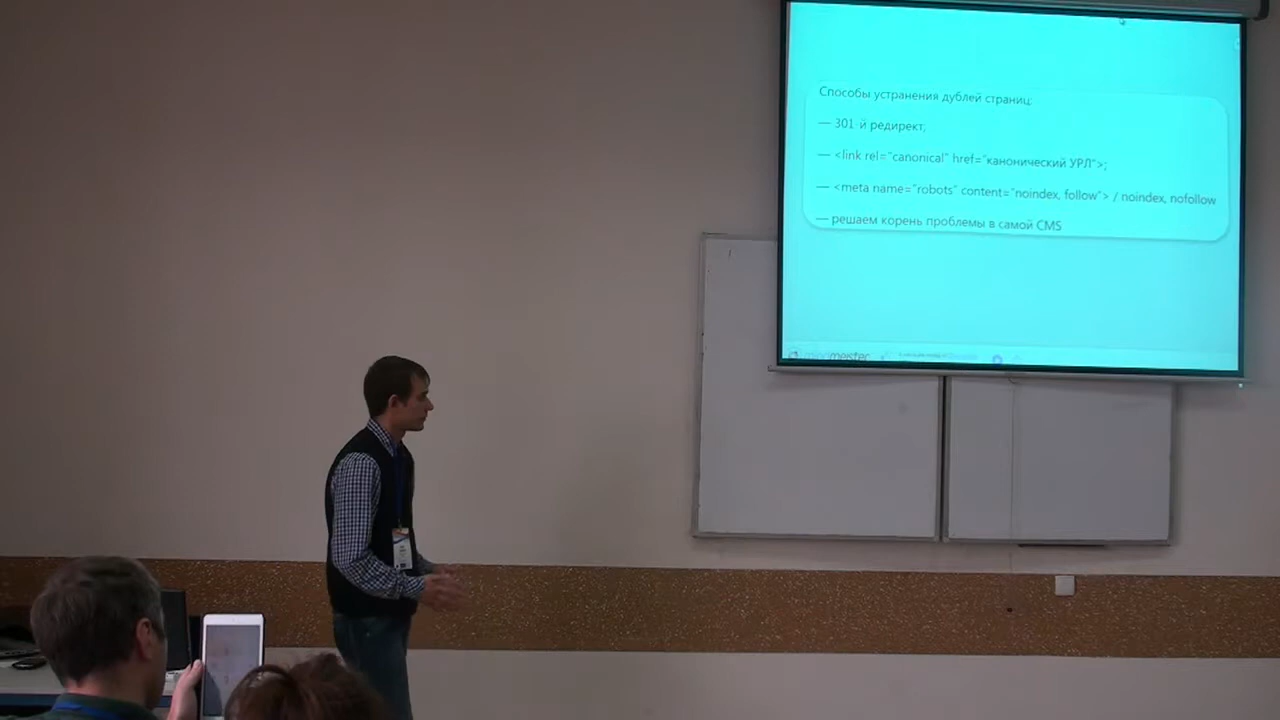 Способы устранения дублей страниц:
— 301 -й редирект;
— <link rel="canonical" href="канонический УРЛ">;
— <meta name="robots" content="noindex, follow"> / noindex, nofollow
— решаем корень проблемы в самой CMS
mindmeister